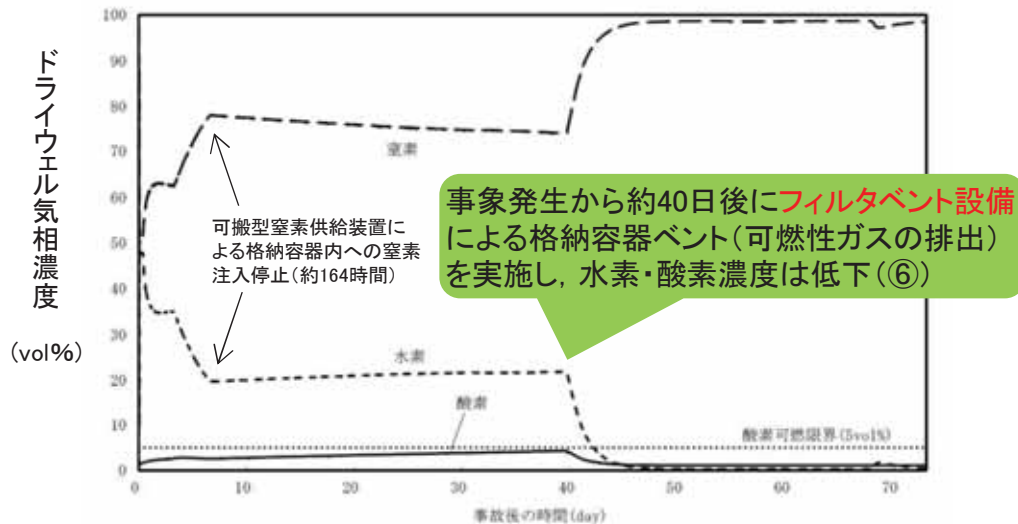 ドライウェル気相濃度
(vol%)
100
90
80
70
60
50
40
30
20
10
0
窒素
可搬型窒素供給装置に
よる格納容器内への窒素
注入停止(約164時間)
事象発生から約40日後にフィルタベント設備
による格納容器ベント(可燃性ガスの排出)
を実施し,水素・酸素濃度は低下(⑥)
水素
酸素
酸素可燃限界(5vol%)
0 10 20 30 40 50 60 70
事故後の時間(day)